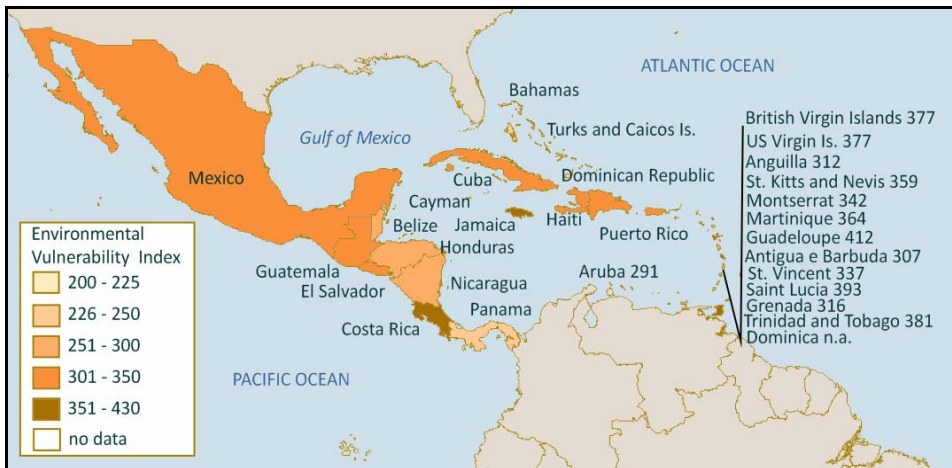 ATLANTIC OCEAN
Bahamas
Gulf of Mexico
Turks and Caicos Is.
Mexico
Cuba
Dominican Republic
Cayman
Belize
Jamaica
Haiti
Puerto Rico
Honduras
Guatemala
El Salvador
Nicaragua
Aruba 291
Costa Rica
Panama
PACIFIC OCEAN
British Virgin Islands 377
US Virgin Is. 377
Anguilla 312
St. Kitts and Nevis 359
Montserrat 342
Martinique 364
Guadeloupe 412
Antigua e Barbuda 307
St. Vincent 337
Saint Lucia 393
Grenada 316
Trinidad and Tobago 381
Dominica n.a.
Environmental
Vulnerability Index
200 - 225
226 - 250
251 - 300
301 - 350
351 - 430
no data